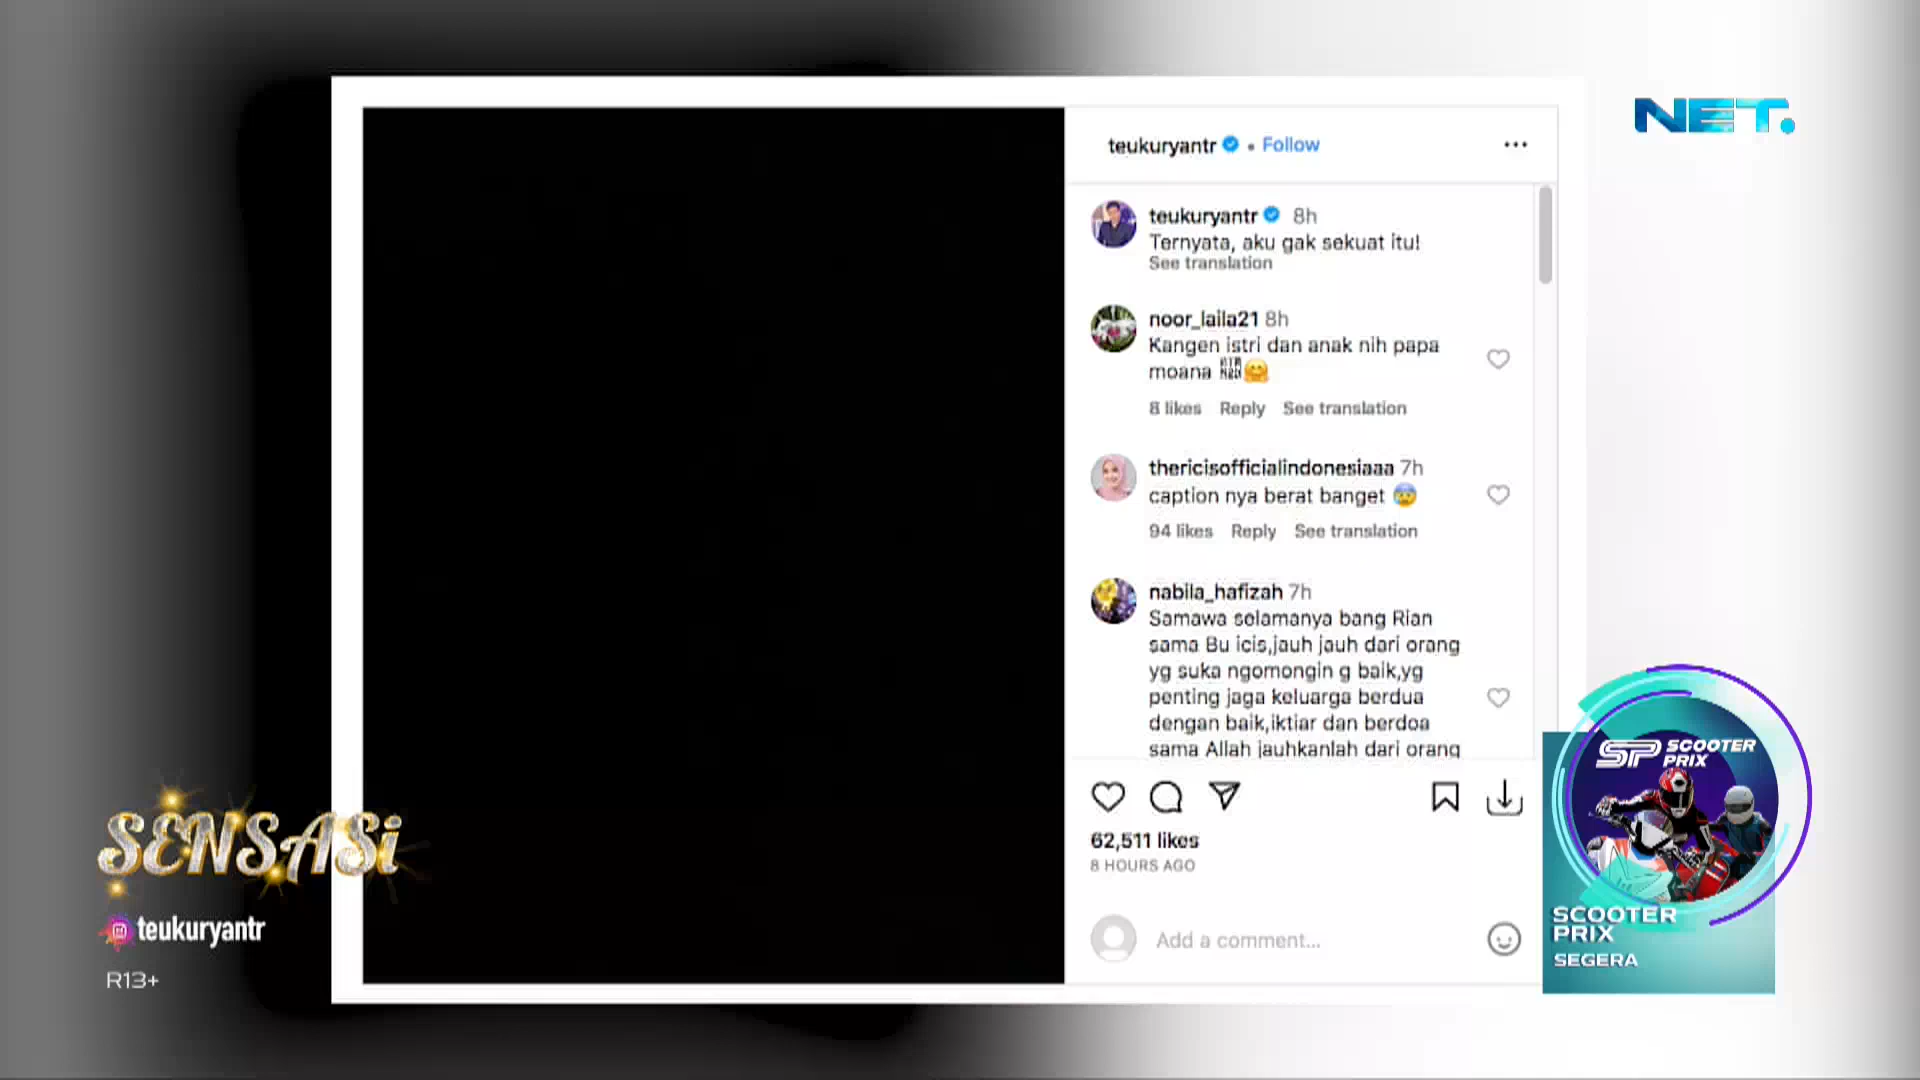 NET.
teukuryantr • Follow
teukuryantr 8h
Ternyata, aku gak sekuat itu!
See translation
noor_laila21 8h
Kangen istri dan anak nih papa
moana
8 likes Reply See translation
thericisofficialindonesiaaa 7h
caption nya berat banget
94 likes Reply See translation
nabila_hafizah 7h
Samawa selamanya bang Rian
sama Bu icis,jauh jauh dari orang
yg suka ngomongin g baik,yg
penting jaga keluarga berdua
dengan baik,iktiar dan berdoa
sama Allah jauhkanlah dari orang
62,511 likes
8 HOURS AGO
Add a comment...
SENSASi
teukuryantr
R13+
SP SCOOTER
PRIX
SCOOTER
PRIX
SEGERA